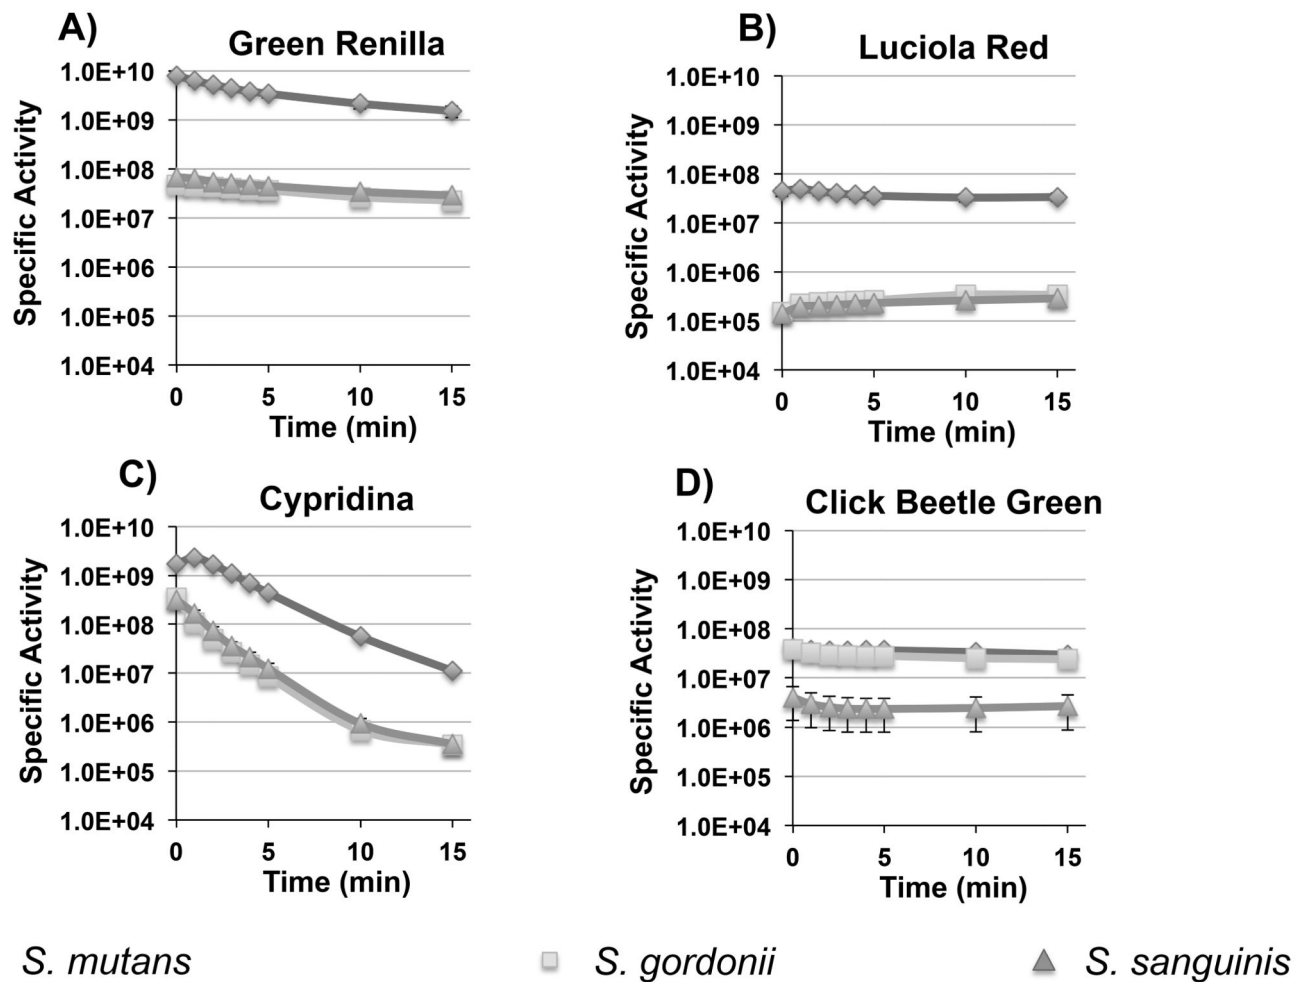 A)
Green Renilla
1.0E+10
1.0E+09
1.0E+08
1.0E+07
1.0E+06
1.0E+05
1.0E+04
Specific Activity
0 5 10 15
Time (min)
B)
Luciola Red
1.0E+10
1.0E+09
1.0E+08
1.0E+07
1.0E+06
1.0E+05
1.0E+04
Specific Activity
0 5 10 15
Time (min)
C)
Cypridina
1.0E+10
1.0E+09
1.0E+08
1.0E+07
1.0E+06
1.0E+05
1.0E+04
Specific Activity
0 5 10 15
Time (min)
D)
Click Beetle Green
1.0E+10
1.0E+09
1.0E+08
1.0E+07
1.0E+06
1.0E+05
1.0E+04
Specific Activity
0 5 10 15
Time (min)
S. mutans S. gordonii S. sanguinis